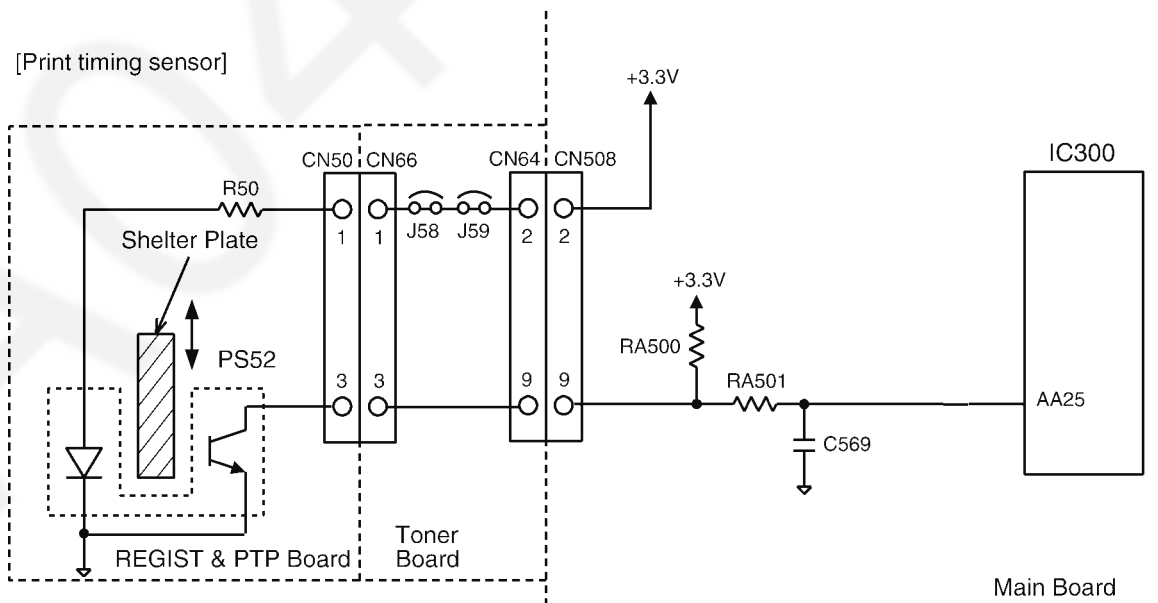 [Print timing sensor]
+3.3V
CN50 CN66
CN64 CN508
IC300
R50
J58 J59
1 1
2 2
Shelter Plate
+3.3V
PS52
RA500
RA501
3 3
9 9
AA25
C569
REGIST & PTP Board
Toner
Board
Main Board